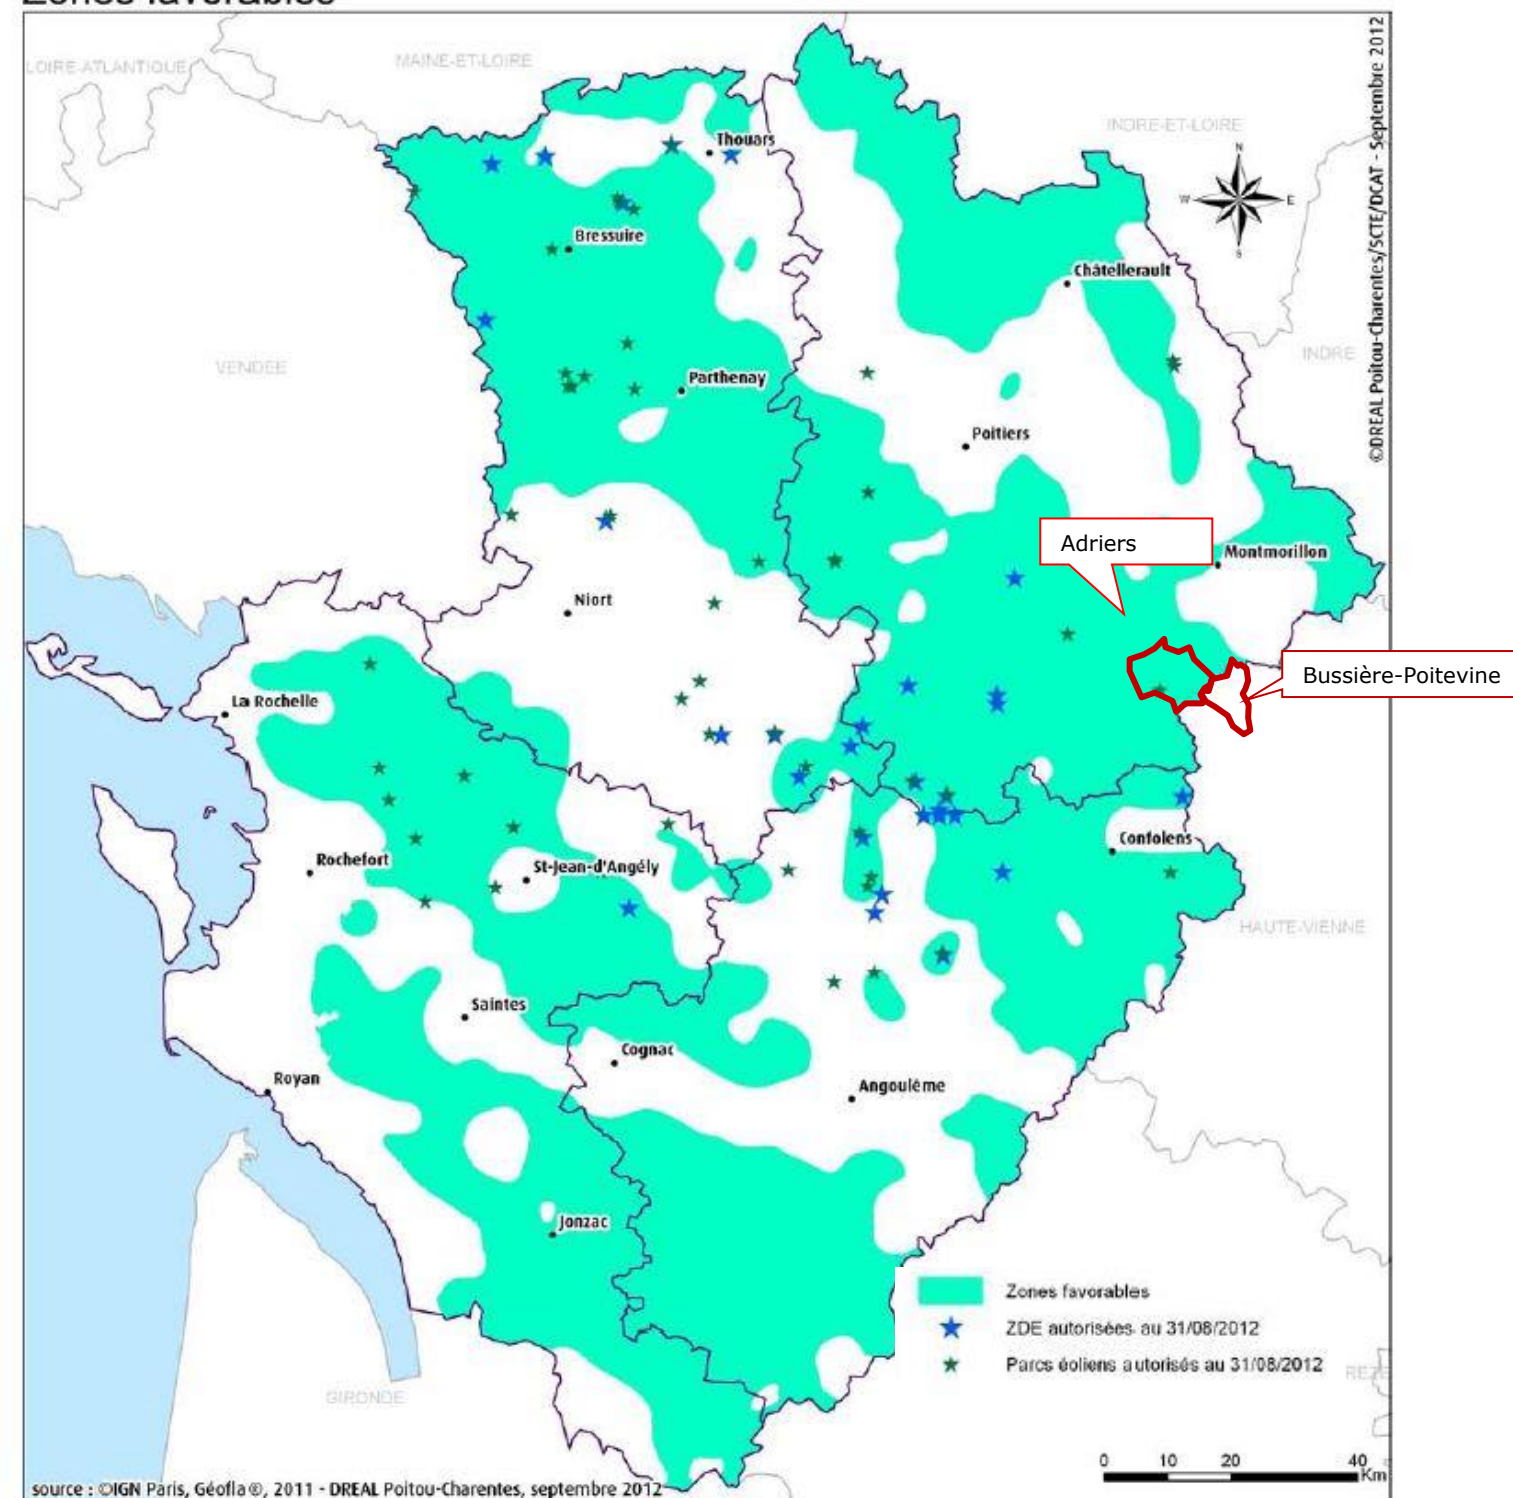 Zones favorables
LOIRE-ATLANTIQUE
MAINE-ET-LOIRE
INDRE-ET-LOIRE
©DREAL Poitou-Charentes/SCTE/DCAT - Septembre 2012
Thouars
N
W
E
S
Bressuire
Châtellerault
VENDEE
INDRE
Parthenay
Poitiers
Adriers
Montmorillon
Niort
Bussière-Poitevine
La Rochelle
Confolens
Rochefort
St-Jean-d'Angély
HAUTE-VIENNE
Saintes
Cognac
Royan
Angoulême
Jonzac
Zones favorables
ZDE autorisées au 31/08/2012
Parcs éoliens autorisés au 31/08/2012
GIRONDE
0 10 20 40
Km
source : ©IGN Paris, Géofla®, 2011 - DREAL Poitou-Charentes, septembre 2012